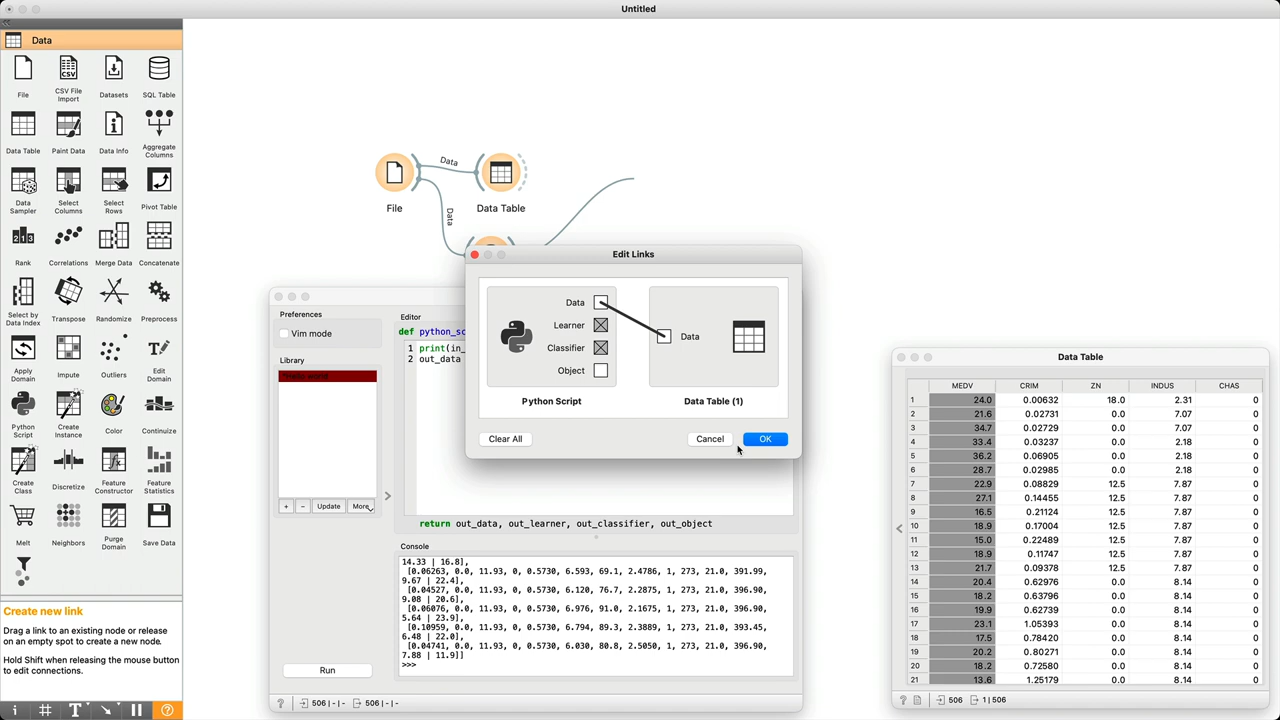 Untitled
Data
File
CSV File
Import
Datasets
SQL Table
Data Table
Paint Data
Data Info
Aggregate
Columns
Data
Sampler
Select
Columns
Select
Rows
Pivot Table
Rank
Correlations
Merge Data
Concatenate
Select by
Data Index
Transpose
Randomize
Preprocess
Apply
Domain
Impute
Outliers
Edit
Domain
Python
Script
Create
Instance
Color
Continuize
Create
Class
Discretize
Feature
Constructor
Feature
Statistics
Melt
Neighbors
Purge
Domain
Save Data
Create new link
Drag a link to an existing node or release
on an empty spot to create a new node.
Hold Shift when releasing the mouse button
to edit connections.
Data
File
Data Table
Data
Edit Links
Data
Learner
Classifier
Object
Data
Python Script
Data Table (1)
Clear All
Cancel
OK
Preferences
Vim mode
Library
+
−
Update
More
Run
506 | - | -
506 | - | -
Editor
def python_sc
1 print(in_
2 out_data
return out_data, out_learner, out_classifier, out_object
Console
14.33 | 16.8],
[0.06263, 0.0, 11.93, 0, 0.5730, 6.593, 69.1, 2.4786, 1, 273, 21.0, 391.99,
9.67 | 22.4],
[0.04527, 0.0, 11.93, 0, 0.5730, 6.120, 76.7, 2.2875, 1, 273, 21.0, 396.90,
9.08 | 20.6],
[0.06076, 0.0, 11.93, 0, 0.5730, 6.976, 91.0, 2.1675, 1, 273, 21.0, 396.90,
5.64 | 23.9],
[0.10959, 0.0, 11.93, 0, 0.5730, 6.794, 89.3, 2.3889, 1, 273, 21.0, 393.45,
6.48 | 22.0],
[0.04741, 0.0, 11.93, 0, 0.5730, 6.030, 80.8, 2.5050, 1, 273, 21.0, 396.90,
7.88 | 11.9]]
>>>
Data Table
MEDV CRIM ZN INDUS CHAS
1 24.0 0.00632 18.0 2.31 0
2 21.6 0.02731 0.0 7.07 0
3 34.7 0.02729 0.0 7.07 0
4 33.4 0.03237 0.0 2.18 0
5 36.2 0.06905 0.0 2.18 0
6 28.7 0.02985 0.0 2.18 0
7 22.9 0.08829 12.5 7.87 0
8 27.1 0.14455 12.5 7.87 0
9 16.5 0.21124 12.5 7.87 0
10 18.9 0.17004 12.5 7.87 0
11 15.0 0.22489 12.5 7.87 0
12 18.9 0.11747 12.5 7.87 0
13 21.7 0.09378 12.5 7.87 0
14 20.4 0.62976 0.0 8.14 0
15 18.2 0.63796 0.0 8.14 0
16 19.9 0.62739 0.0 8.14 0
17 23.1 1.05393 0.0 8.14 0
18 17.5 0.78420 0.0 8.14 0
19 20.2 0.80271 0.0 8.14 0
20 18.2 0.72580 0.0 8.14 0
21 13.6 1.25179 0.0 8.14 0
506
1 | 506